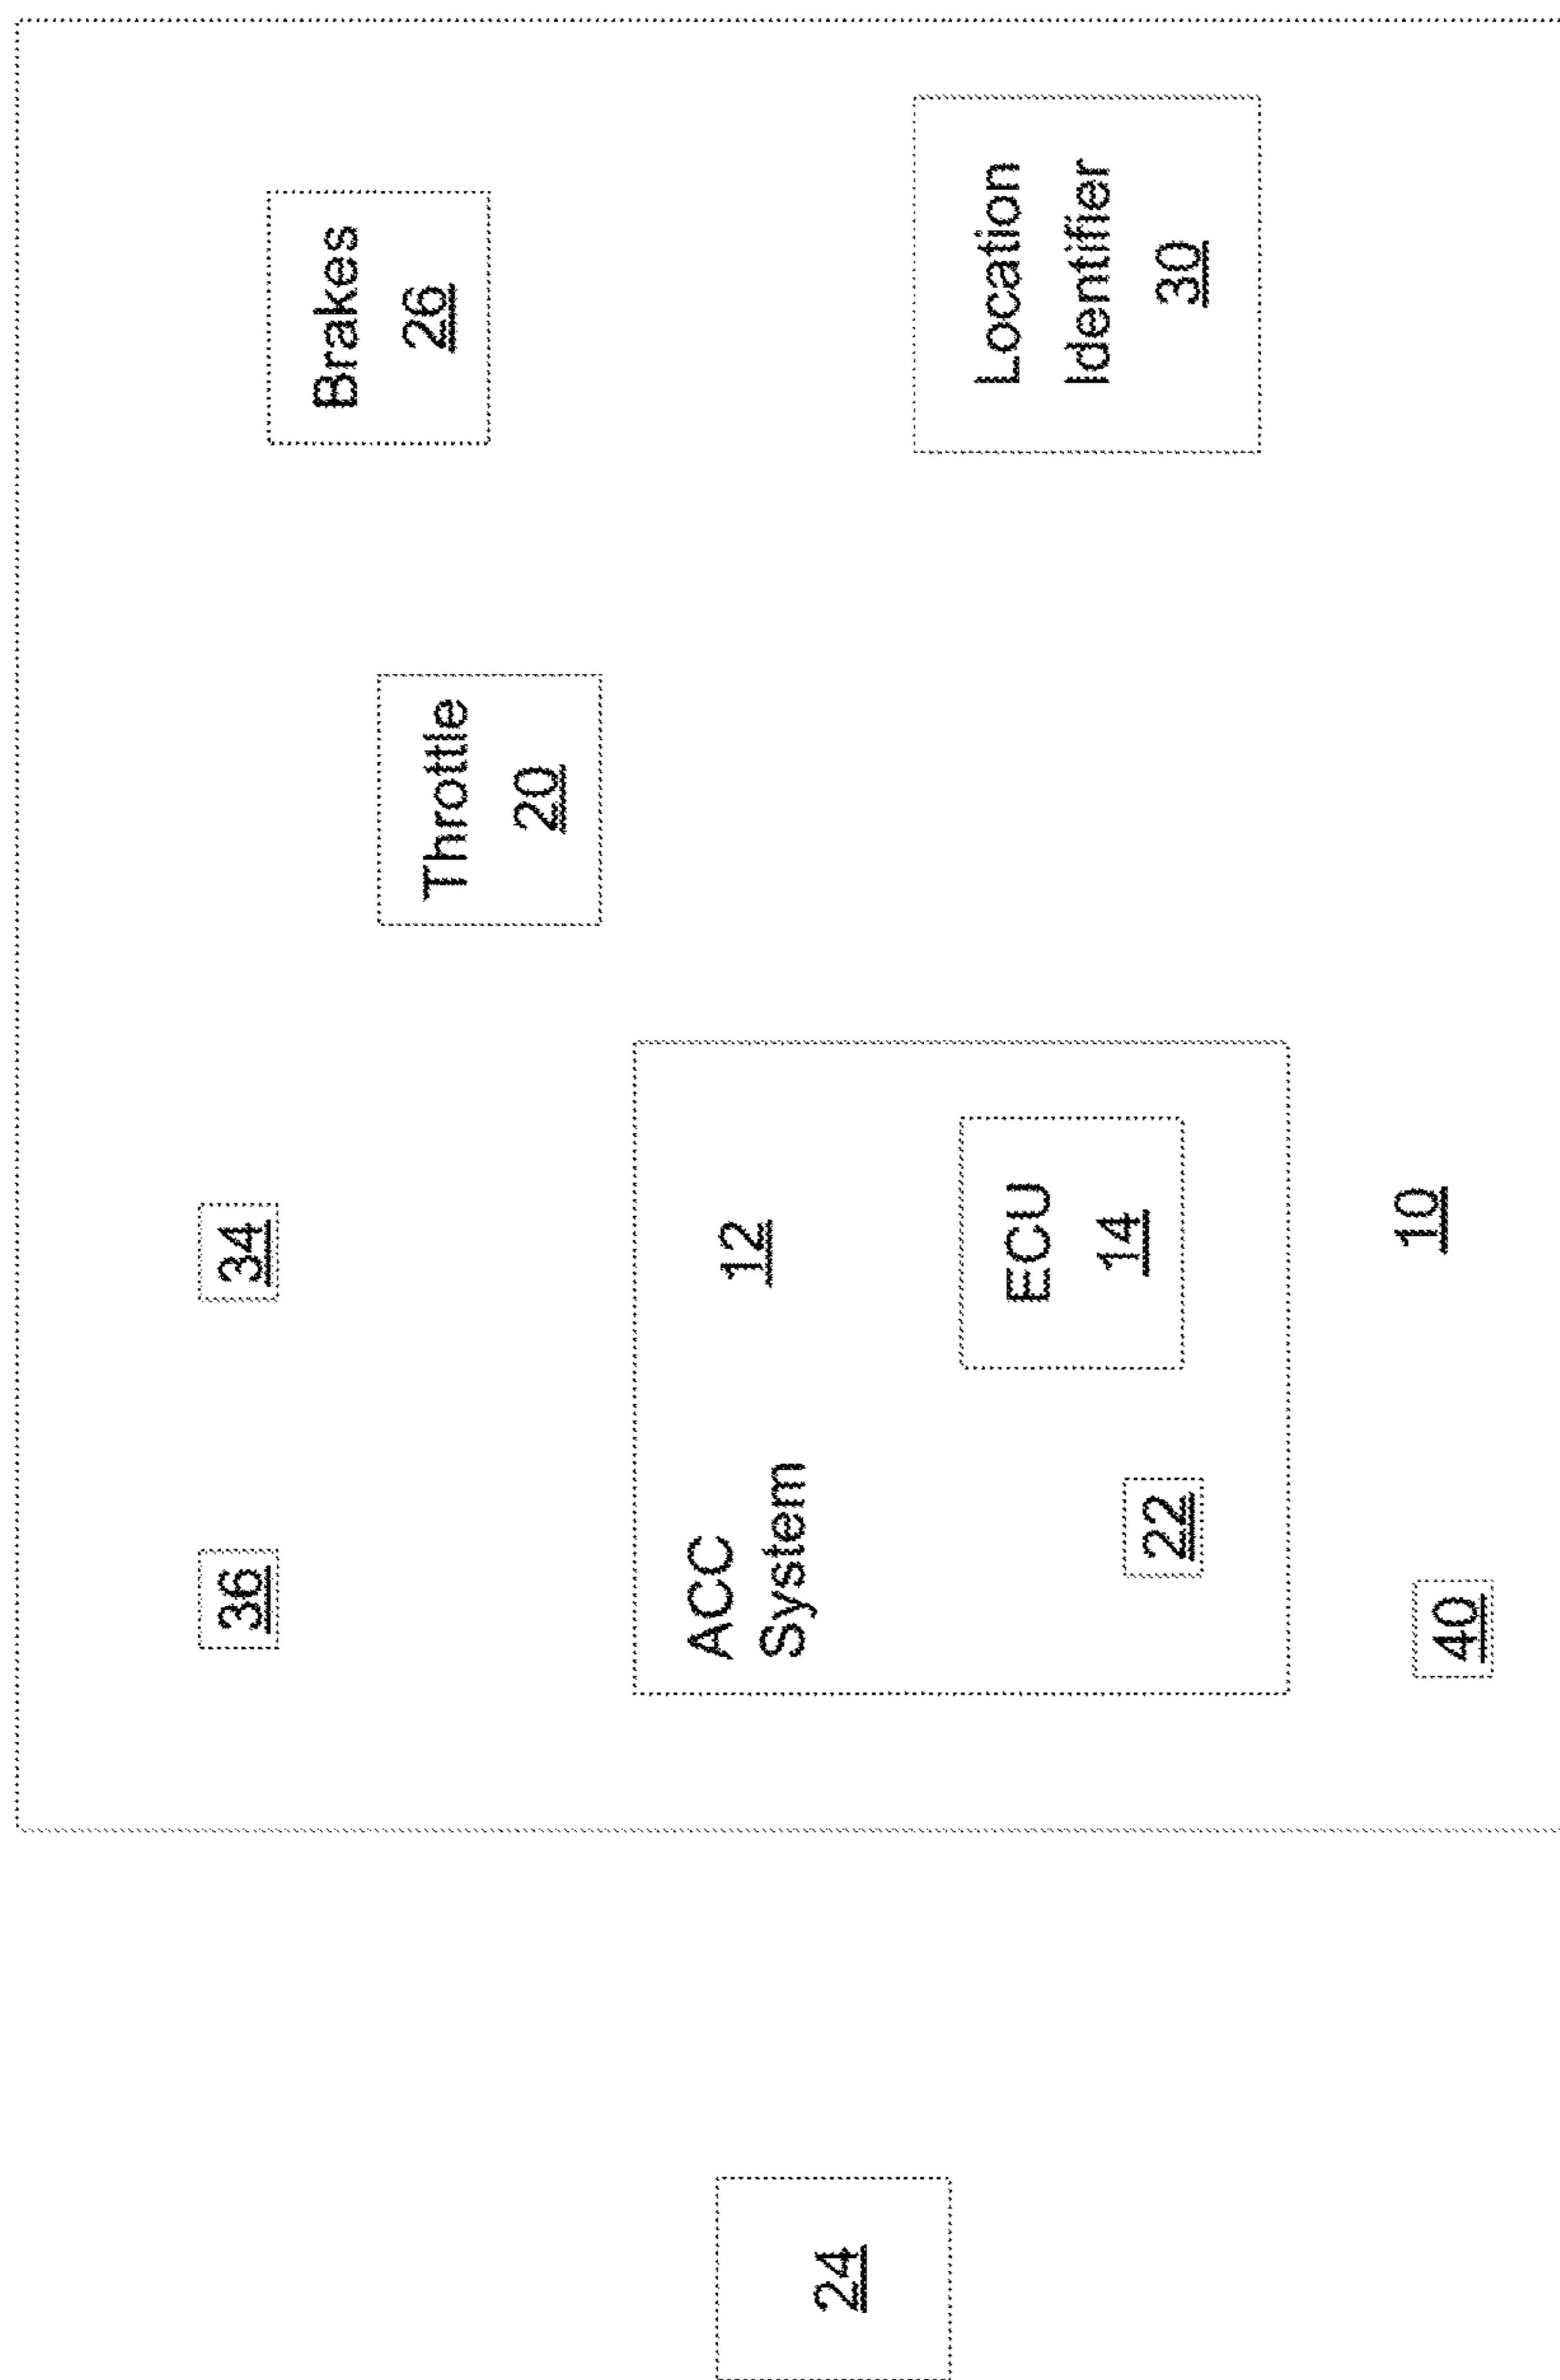 36
34
Brakes
26
Throttle
20
24
ACC
System
12
ECU
14
22
Location
Identifier
30
40
10